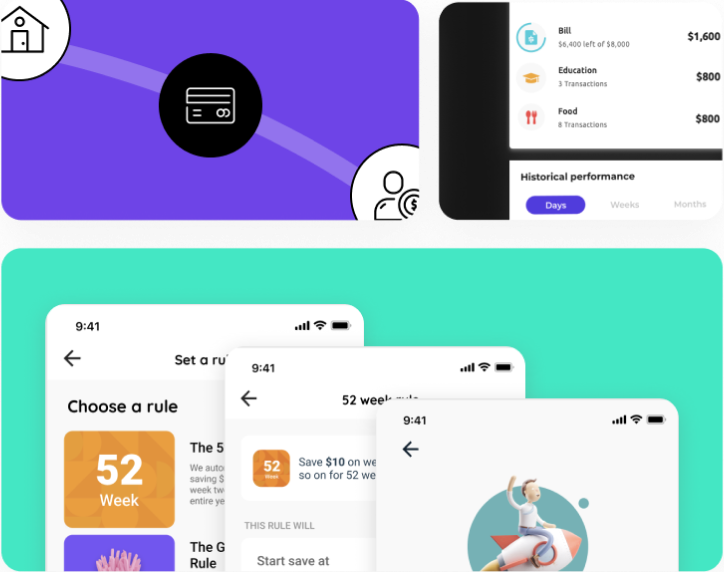 Bill
$6,400 left of $8,000
$1,600
Education
3 Transactions
$800
Food
8 Transactions
$800
Historical performance
Days
Weeks
Months
9:41
Set a ru
Choose a rule
52
Week
The 5
We auto
saving $
week tw
entire ye
The G
Rule
9:41
52 week rule
52
Week
Save $10 on we
so on for 52 we
THIS RULE WILL
Start save at
9:41